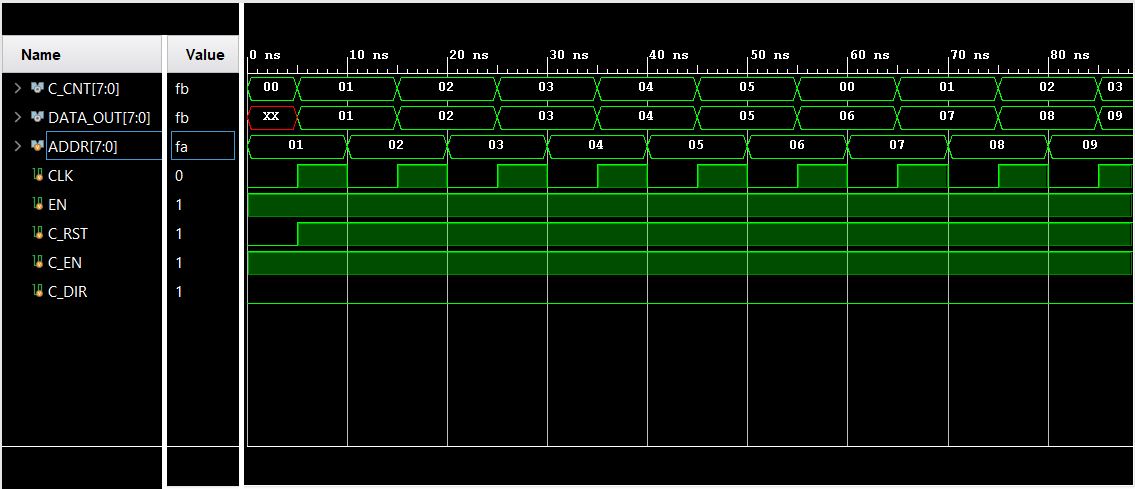 Name Value 0 ns 10 ns 20 ns 30 ns 40 ns 50 ns 60 ns 70 ns 80 ns
C_CNT[7:0] fb 00 01 02 03 04 05 00 01 02 03
DATA_OUT[7:0] fb XX 01 02 03 04 05 06 07 08 09
ADDR[7:0] fa 01 02 03 04 05 06 07 08 09
CLK 0
EN 1
C_RST 1
C_EN 1
C_DIR 1